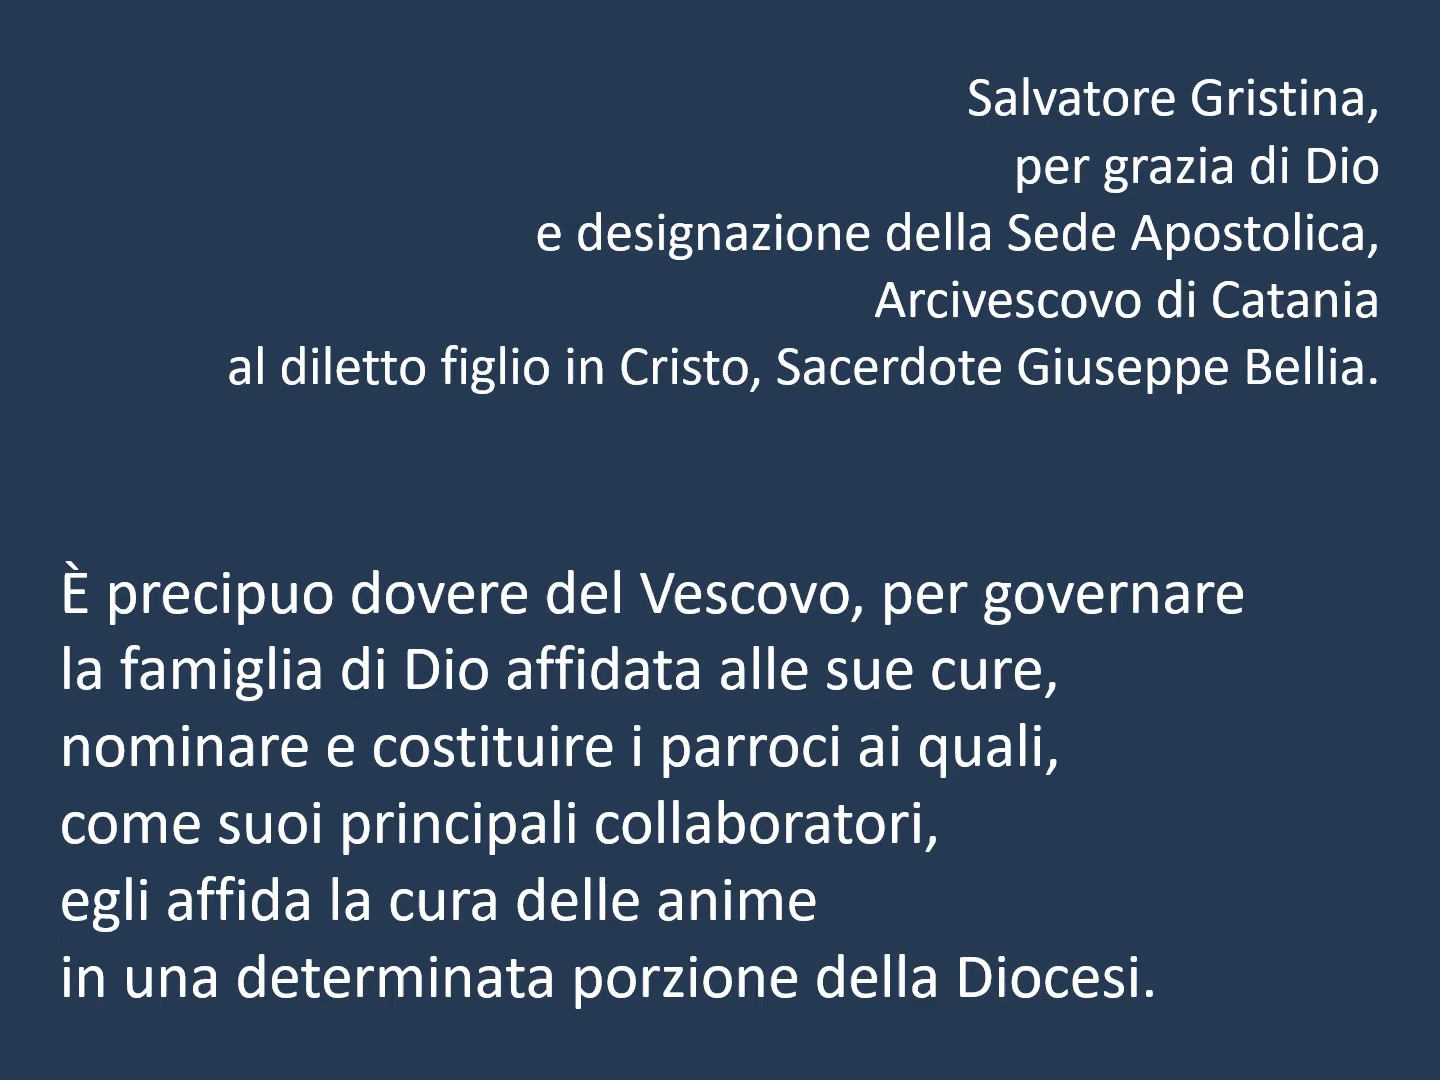 Salvatore Gristina,
per grazia di Dio
e designazione della Sede Apostolica,
Arcivescovo di Catania
al diletto figlio in Cristo, Sacerdote Giuseppe Bellia.
È precipuo dovere del Vescovo, per governare
la famiglia di Dio affidata alle sue cure,
nominare e costituire i parroci ai quali,
come suoi principali collaboratori,
egli affida la cura delle anime
in una determinata porzione della Diocesi.